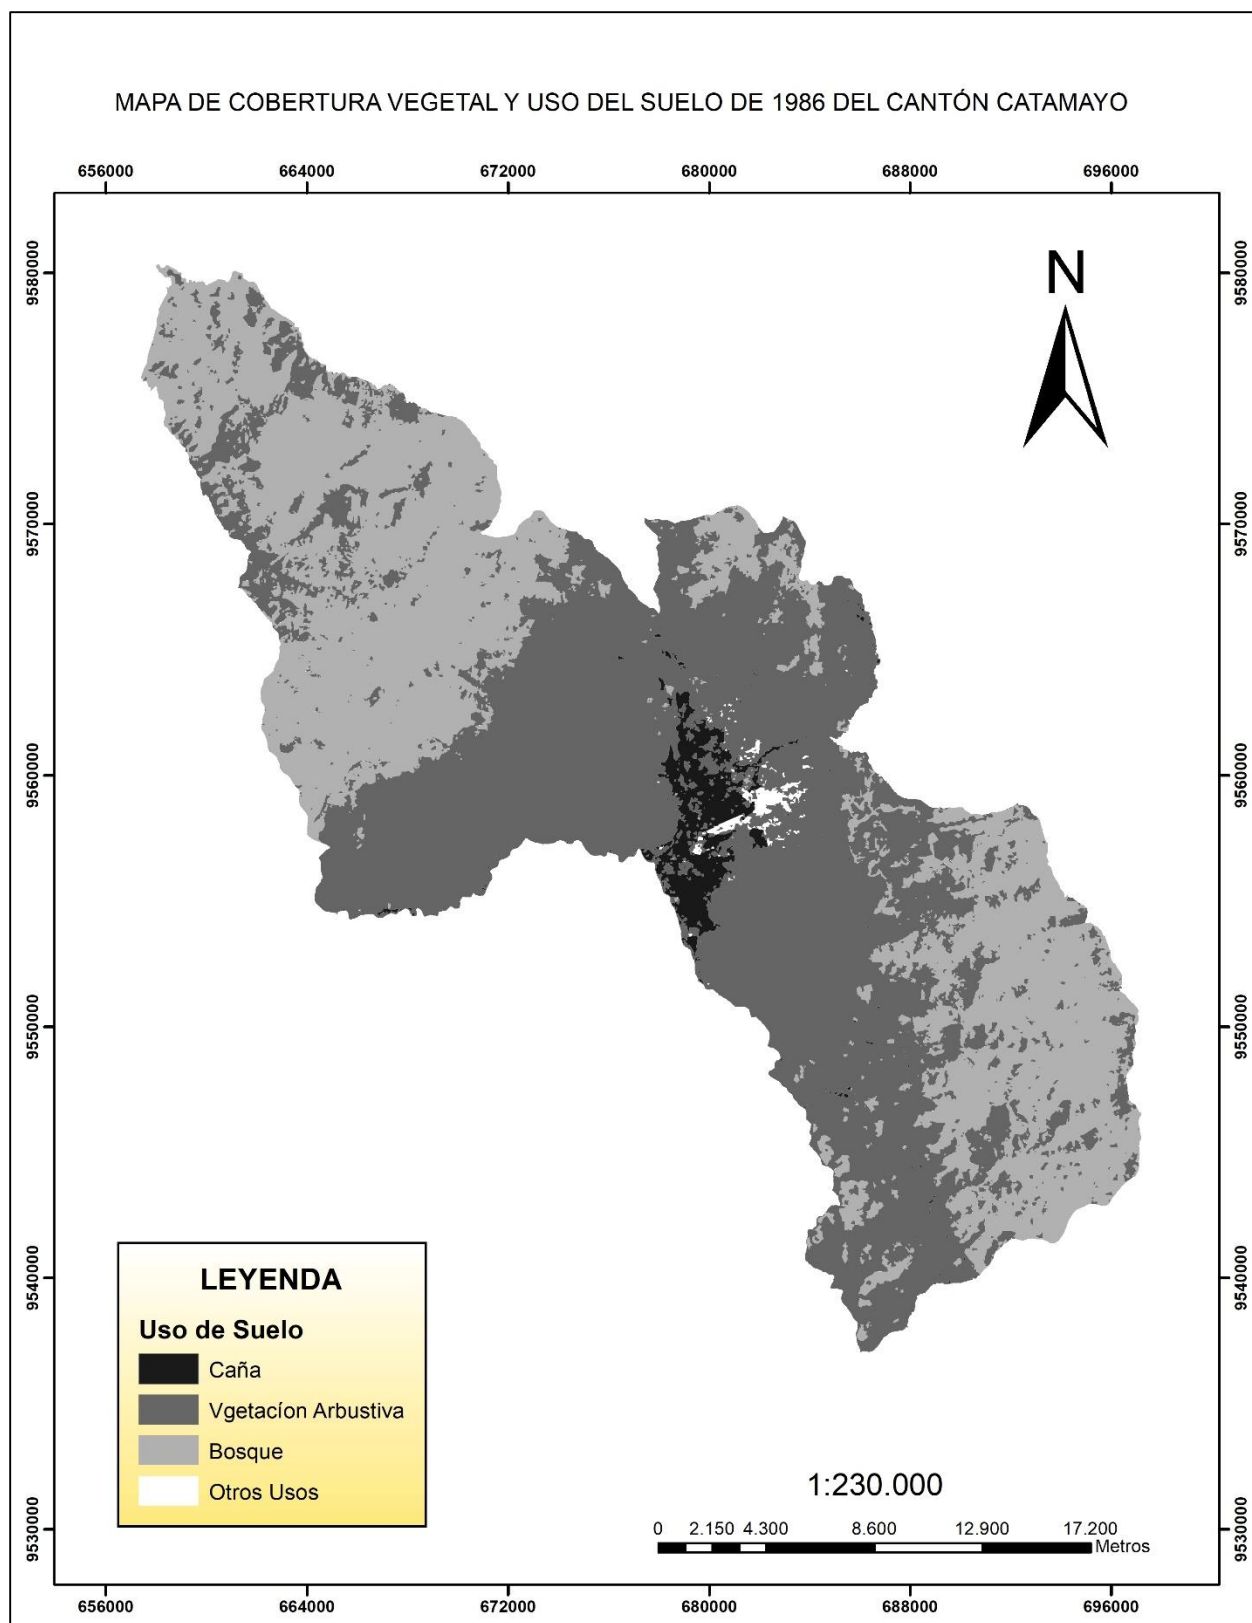 MAPA DE COBERTURA VEGETAL Y USO DEL SUELO DE 1986 DEL CANTÓN CATAMAYO
656000 664000 672000 680000 688000 696000
9580000 9580000
N
9570000 9570000
9560000 9560000
9550000 9550000
9540000 9540000
LEYENDA
Uso de Suelo
Caña
Vgetacíon Arbustiva
Bosque
Otros Usos
1:230.000
0 2.150 4.300 8.600 12.900 17.200
Metros
9530000 9530000
656000 664000 672000 680000 688000 696000